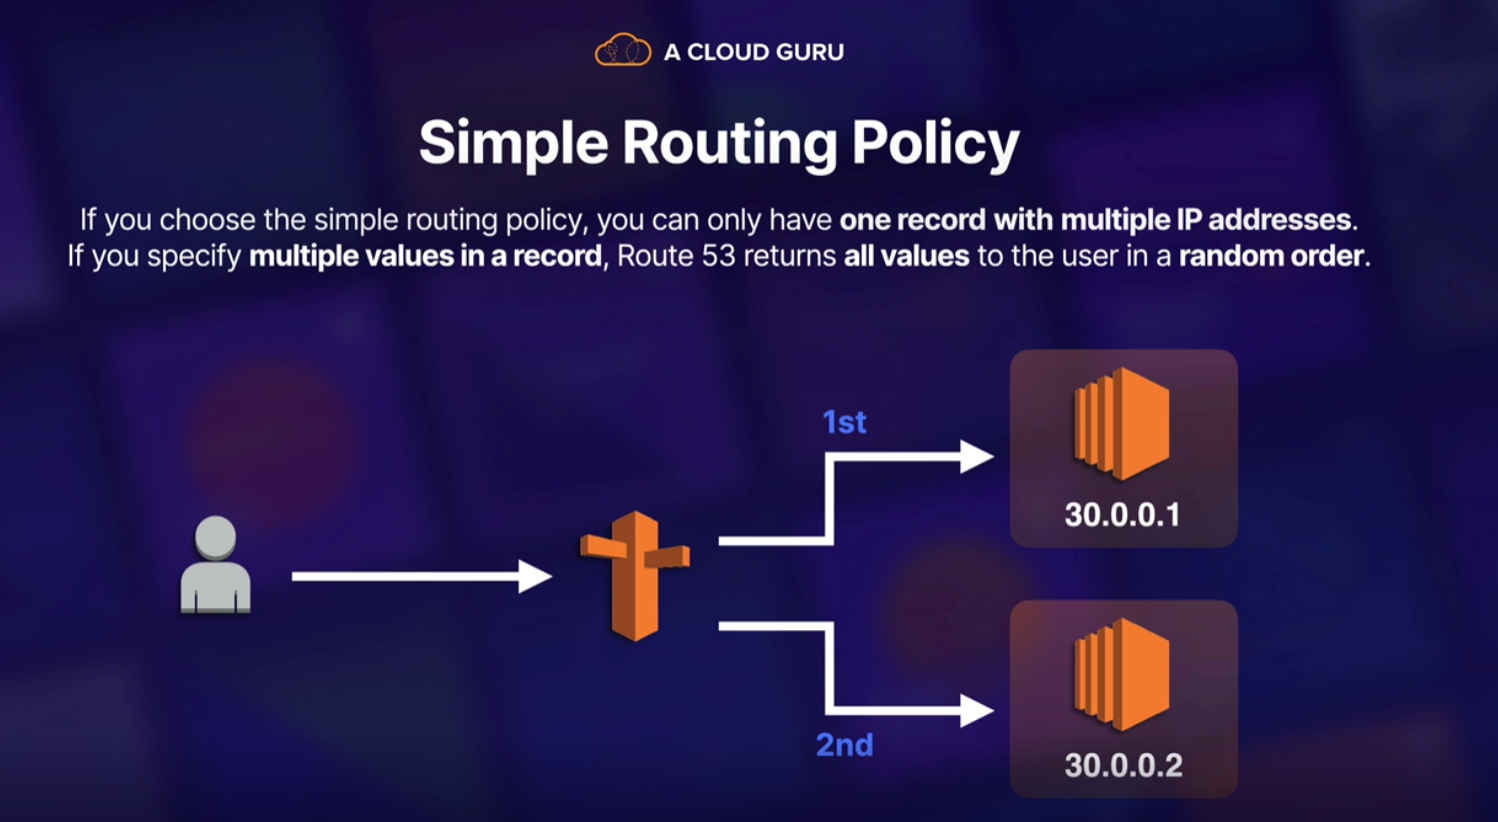 A CLOUD GURU
Simple Routing Policy
If you choose the simple routing policy, you can only have one record with multiple IP addresses.
If you specify multiple values in a record, Route 53 returns all values to the user in a random order.
1st
30.0.0.1
2nd
30.0.0.2